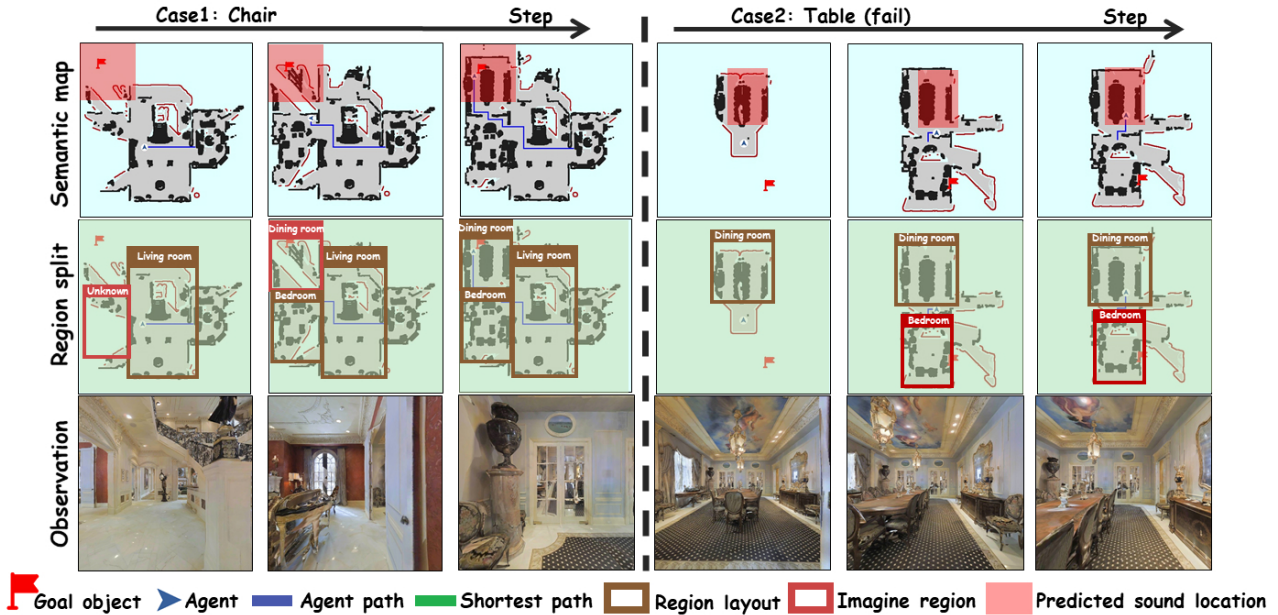 Case1: Chair Step Case2: Table (fail) Step
Semantic map
Region split
Living room
Unknown
Dining room
Living room
Bedroom
Dining room
Living room
Bedroom
Dining room
Dining room
Bedroom
Dining room
Bedroom
Observation
Goal object Agent Agent path Shortest path Region layout Imagine region Predicted sound location